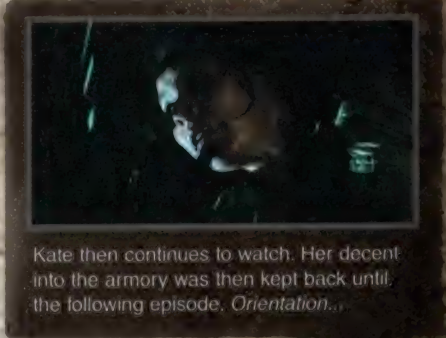 Kate then continues to watch. Her decent
into the armory was then kept back until
the following episode, Orientation...